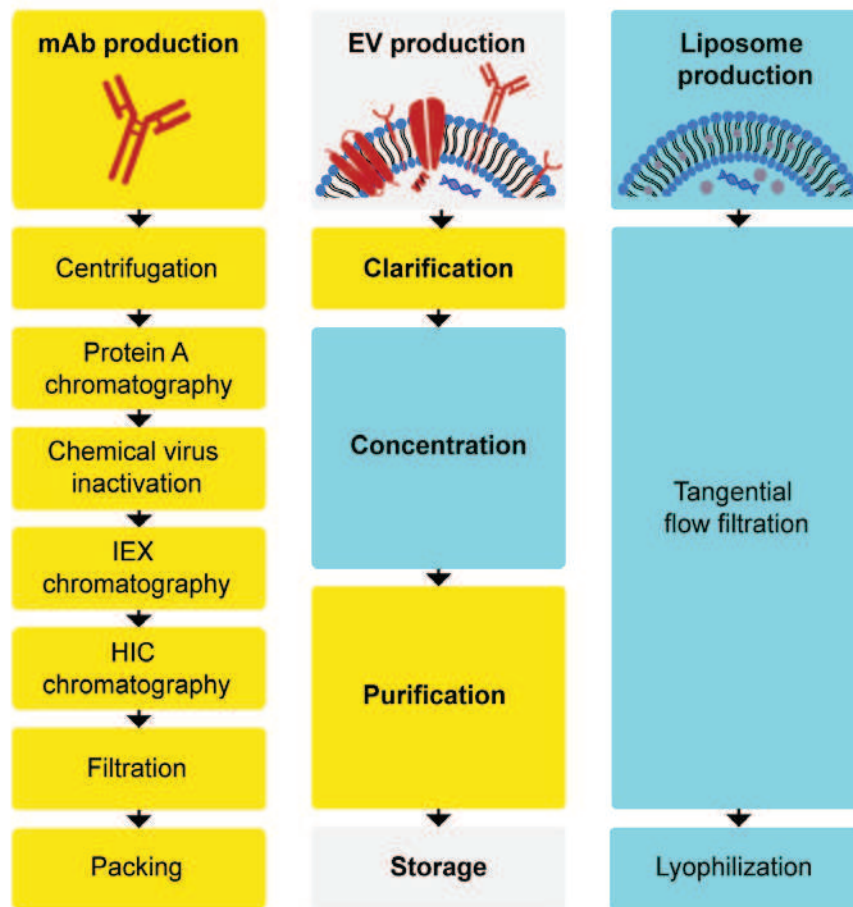 mAb production
Centrifugation
Protein A
chromatography
Chemical virus
inactivation
IEX
chromatography
HIC
chromatography
Filtration
Packing
EV production
Clarification
Concentration
Purification
Storage
Liposome
production
Tangential
flow filtration
Lyophilization